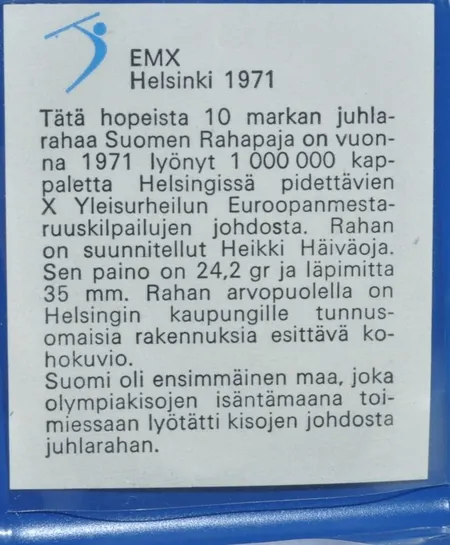 EMX
Helsinki 1971
Tätä hopeista 10 markan juhla-
rahaa Suomen Rahapaja on vuon-
na 1971 lyönyt 1 000 000 kap-
paletta Helsingissä pidettävien
X Yleisurheilun Euroopanmesta-
ruuskilpailujen johdosta. Rahan
on suunnitellut Heikki Häiväoja.
Sen paino on 24,2 gr ja läpimitta
35 mm. Rahan arvopuolella on
Helsingin kaupungille tunnus-
omaisia rakennuksia esittävä ko-
hokuvio.
Suomi oli ensimmäinen maa, joka
olympiakisojen isäntämaana toi-
miessaan lyötätti kisojen johdosta
juhlarahan.